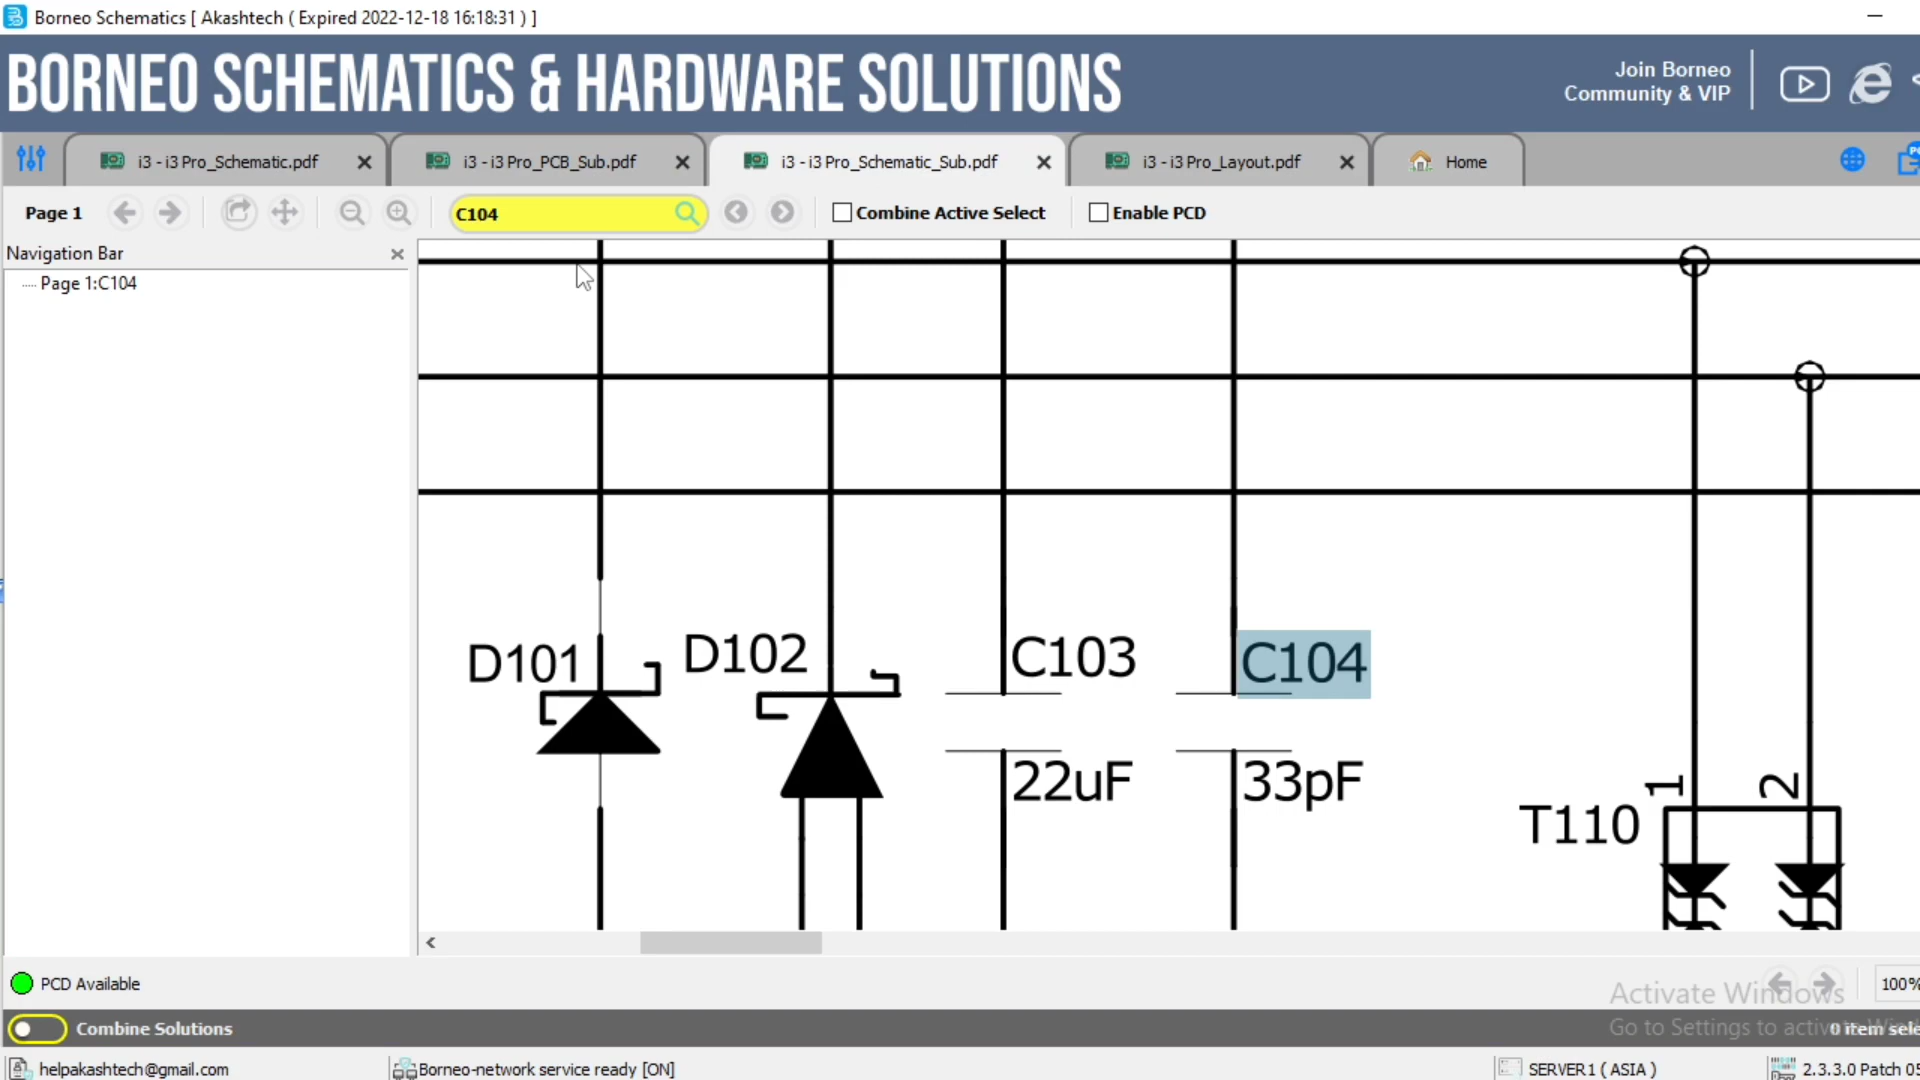 Borneo Schematics [ Akashtech ( Expired 2022-12-18 16:18:31 ) ]
BORNEO SCHEMATICS & HARDWARE SOLUTIONS
Join Borneo
Community & VIP
i3 - i3 Pro_Schematic.pdf
i3 - i3 Pro_PCB_Sub.pdf
i3 - i3 Pro_Schematic_Sub.pdf
i3 - i3 Pro_Layout.pdf
Home
Page 1
C104
Combine Active Select
Enable PCD
Navigation Bar
Page 1:C104
D101
D102
C103
C104
22uF
33pF
1
2
T110
PCD Available
Activate Windows
100%
Combine Solutions
Go to Settings to
0 item
helpakashtech@gmail.com
Borneo-network service ready [ON]
SERVER1 ( ASIA )
2.3.3.0 Patch